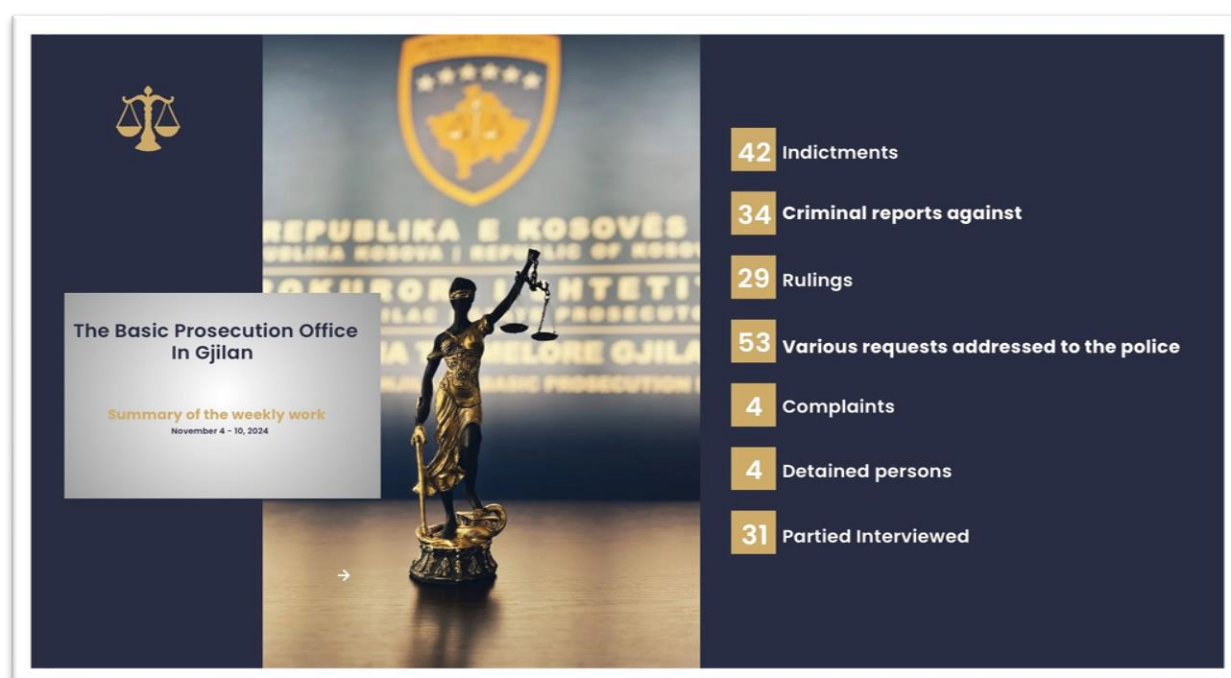 The Basic Prosecution Office
In Gjilan
Summary of the weekly work
November 4 - 10, 2024
REPUBLIKA E KOSOVËS
42 Indictments
34 Criminal reports against
29 Rulings
53 Various requests addressed to the police
4 Complaints
4 Detained persons
31 Partied Interviewed